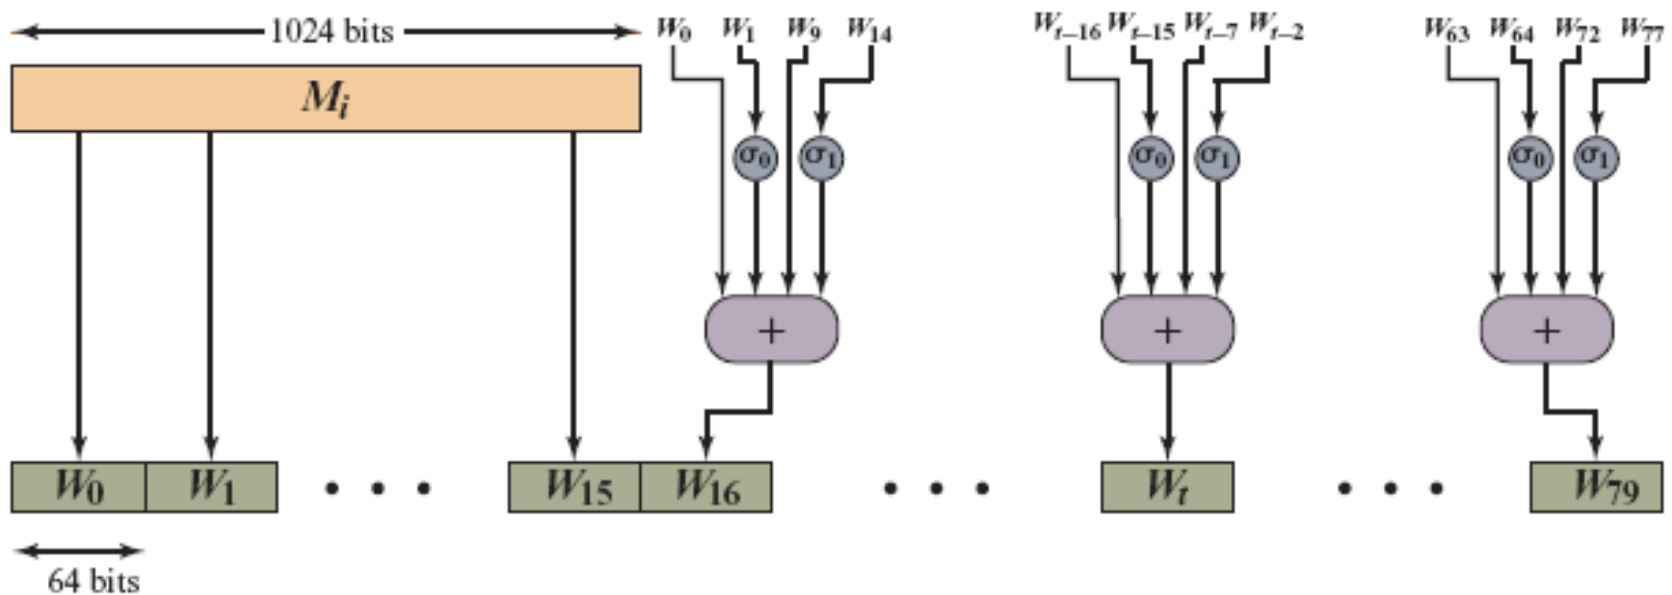 1024 bits
W0 W1 W9 W14
Wt–16 Wt–15 Wt–7 Wt–2
W63 W64 W72 W77
Mi
σ0 σ1
σ0 σ1
σ0 σ1
+
+
+
W0 W1 • • • W15 W16 • • • Wt • • • W79
64 bits